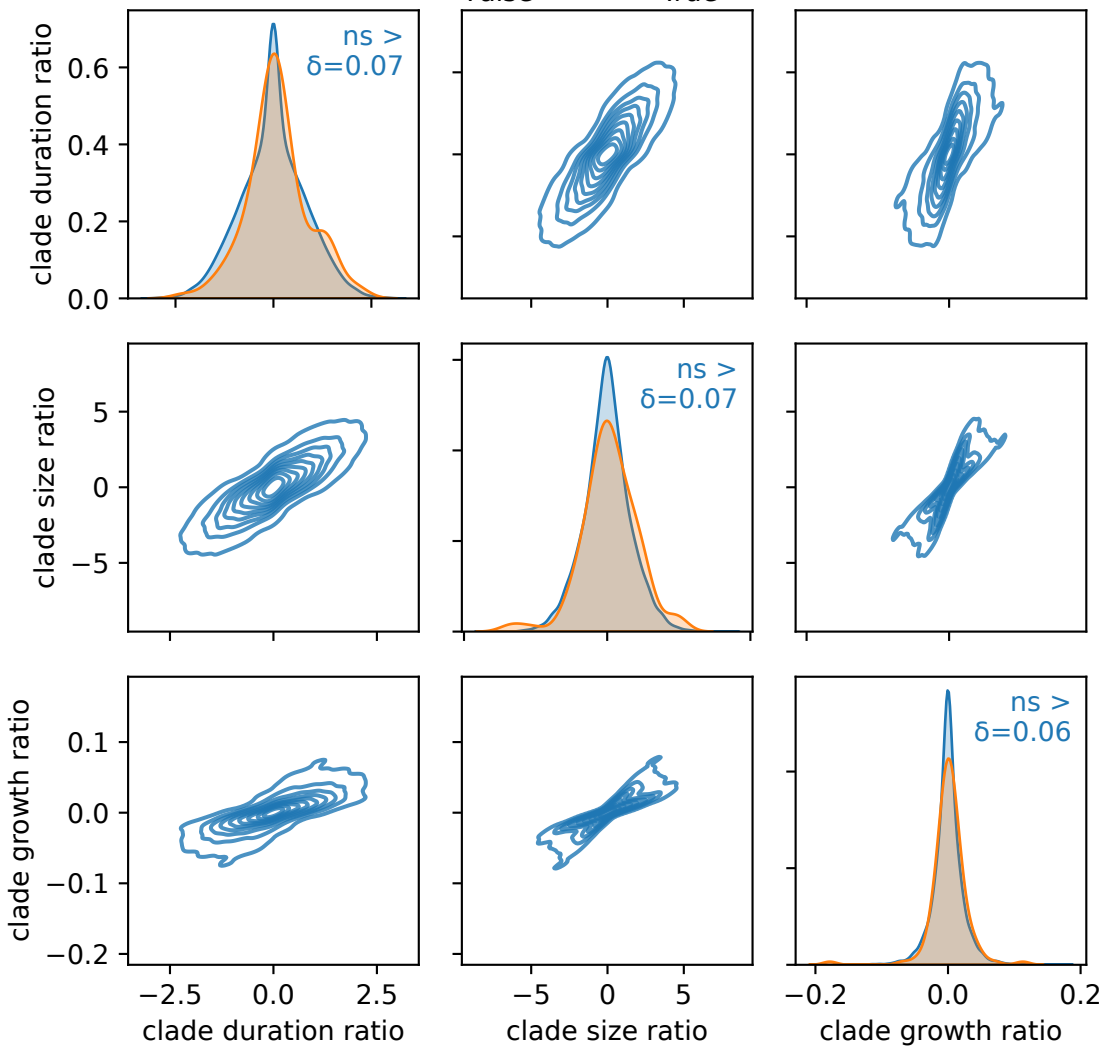 clade duration ratio
0.6
0.4
0.2
0.0
ns >
δ=0.07
clade size ratio
5
0
−5
ns >
δ=0.07
clade growth ratio
0.1
0.0
−0.1
−0.2
ns >
δ=0.06
−2.5 0.0 2.5
−5 0 5
−0.2 0.0 0.2
clade duration ratio
clade size ratio
clade growth ratio